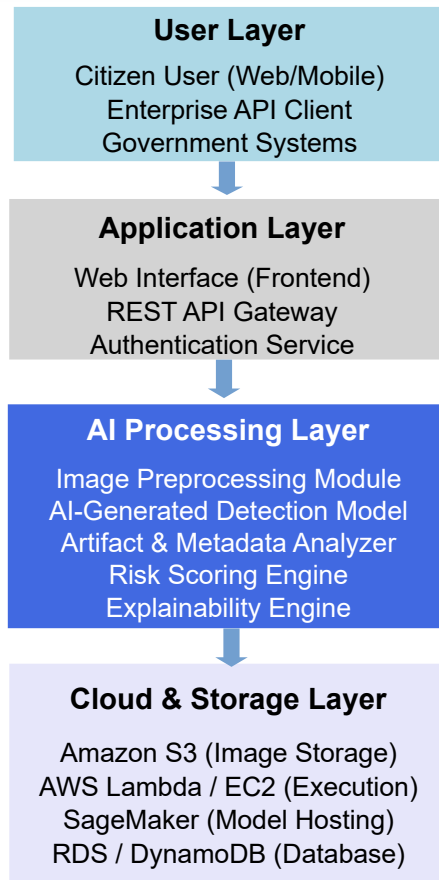 User Layer
Citizen User (Web/Mobile)
Enterprise API Client
Government Systems
Application Layer
Web Interface (Frontend)
REST API Gateway
Authentication Service
AI Processing Layer
Image Preprocessing Module
AI-Generated Detection Model
Artifact & Metadata Analyzer
Risk Scoring Engine
Explainability Engine
Cloud & Storage Layer
Amazon S3 (Image Storage)
AWS Lambda / EC2 (Execution)
SageMaker (Model Hosting)
RDS / DynamoDB (Database)